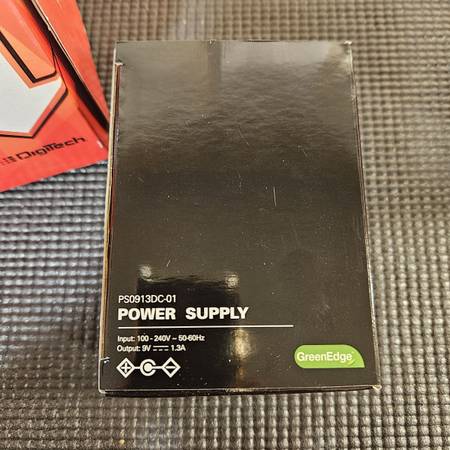 DigiTech
PS0913DC-01
POWER SUPPLY
Input: 100 - 240V ~ 50-60Hz
Output: 9V ⎓ 1.3A
GreenEdge